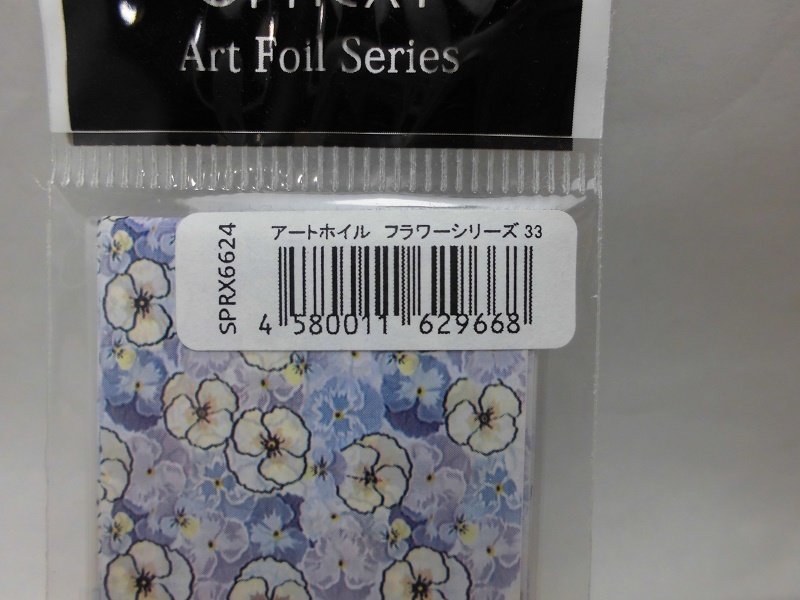 Art Foil Series
SPRX6624
アートホイル フラワーシリーズ 33
4 580011 629668